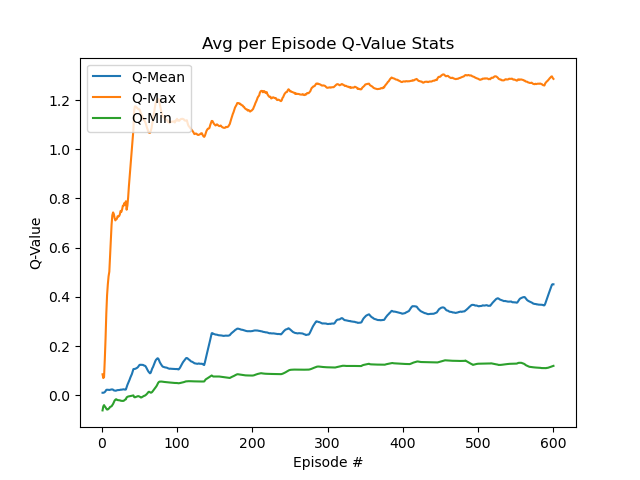 Avg per Episode Q-Value Stats
Q-Mean
Q-Max
Q-Min
1.2
1.0
0.8
0.6
0.4
0.2
0.0
Q-Value
0 100 200 300 400 500 600
Episode #